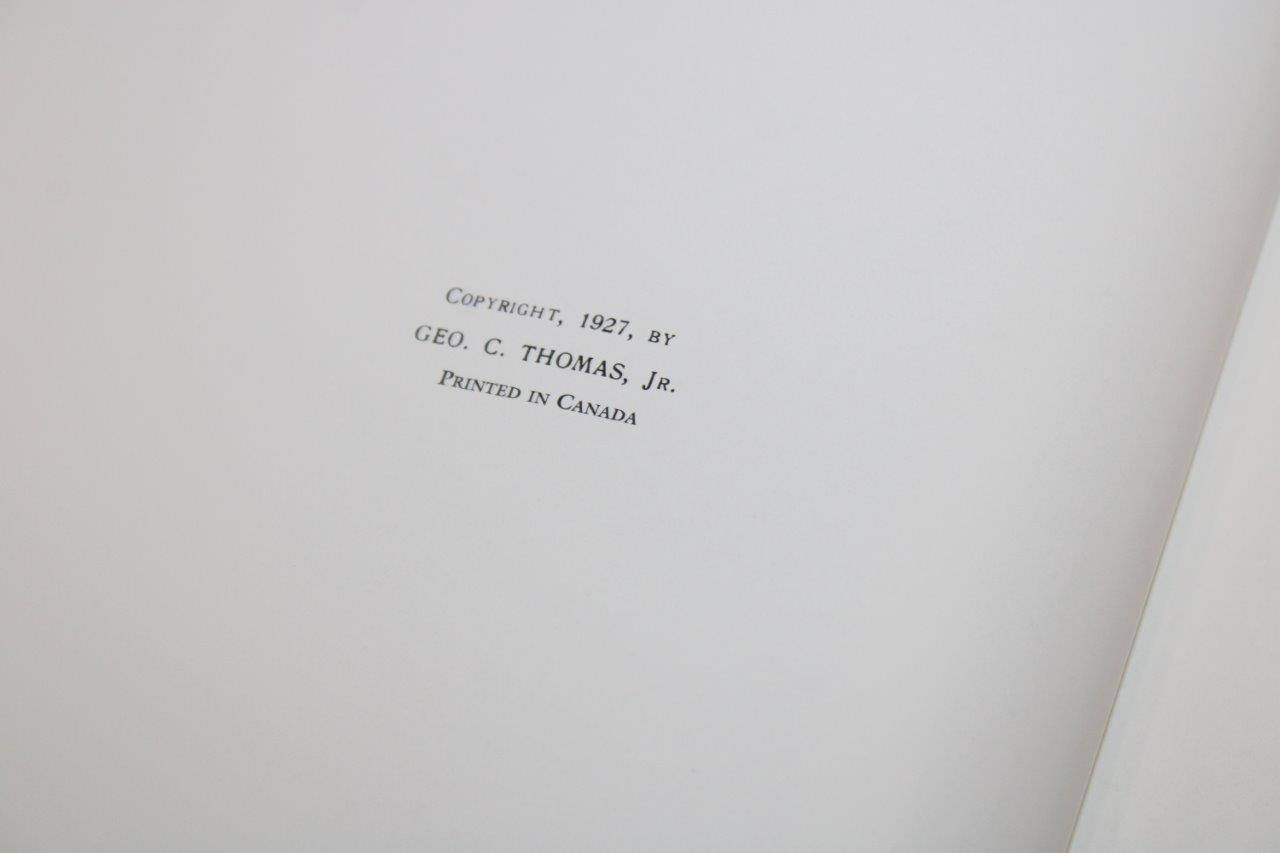 COPYRIGHT, 1927, BY
GEO. C. THOMAS, JR.
PRINTED IN CANADA